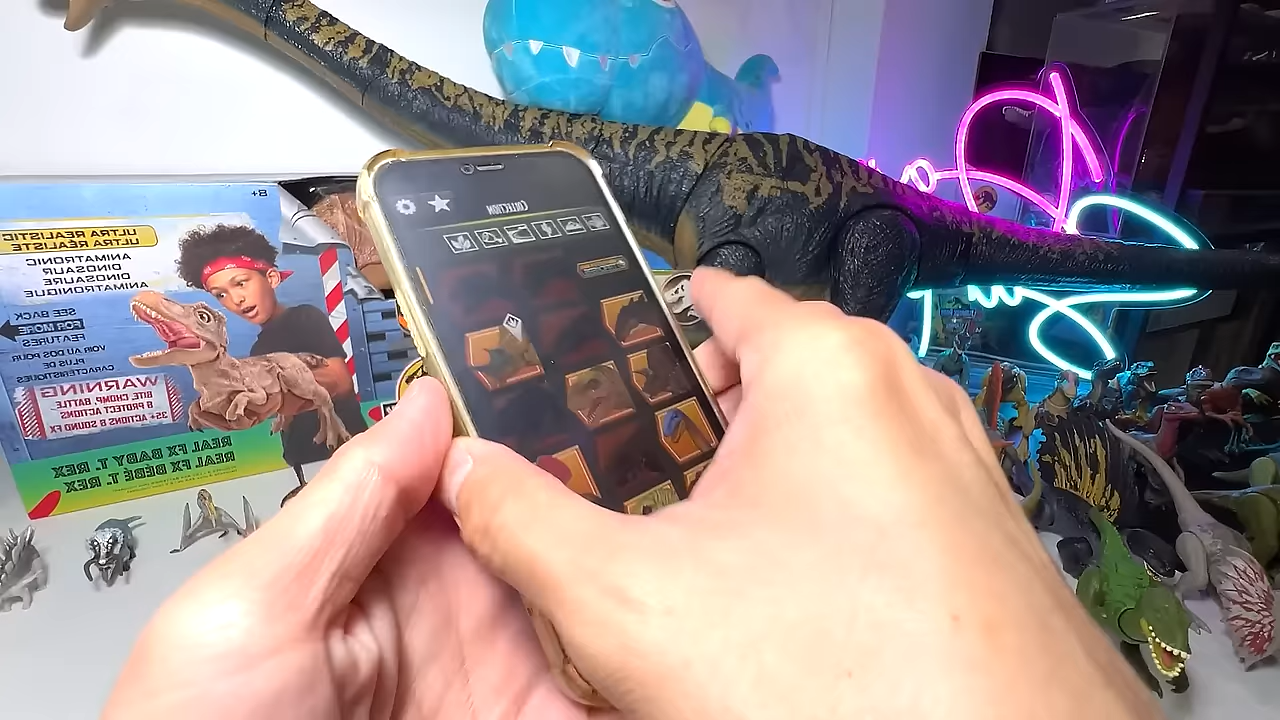 8+
ULTRA REALISTIC
ULTRA RÉALISTE
ANIMATRONIC
DINOSAUR
DINOSAURE
ANIMATRONIQUE
SEE BACK
FOR MORE
FEATURES
VOIR AU DOS POUR
PLUS DE
CARACTÉRISTIQUES
WARNING
BITE, CHOMP, BATTLE,
& PROTECT ACTIONS
35+ ACTIONS & SOUND FX
REAL FX BABY T. REX
REAL FX BÉBÉ T. REX
COLLECTION